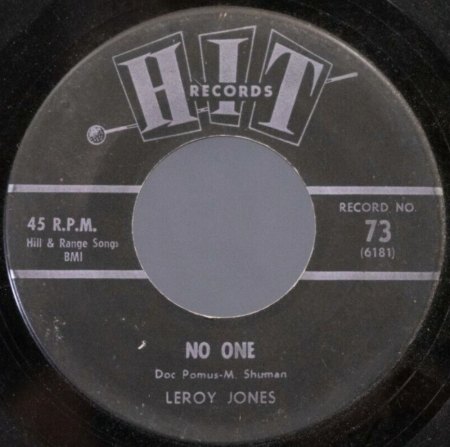 HIT
RECORDS
45 R.P.M.
Hill & Range Songs
BMI
RECORD NO.
73
(6181)
NO ONE
Doc Pomus-M. Shuman
LEROY JONES